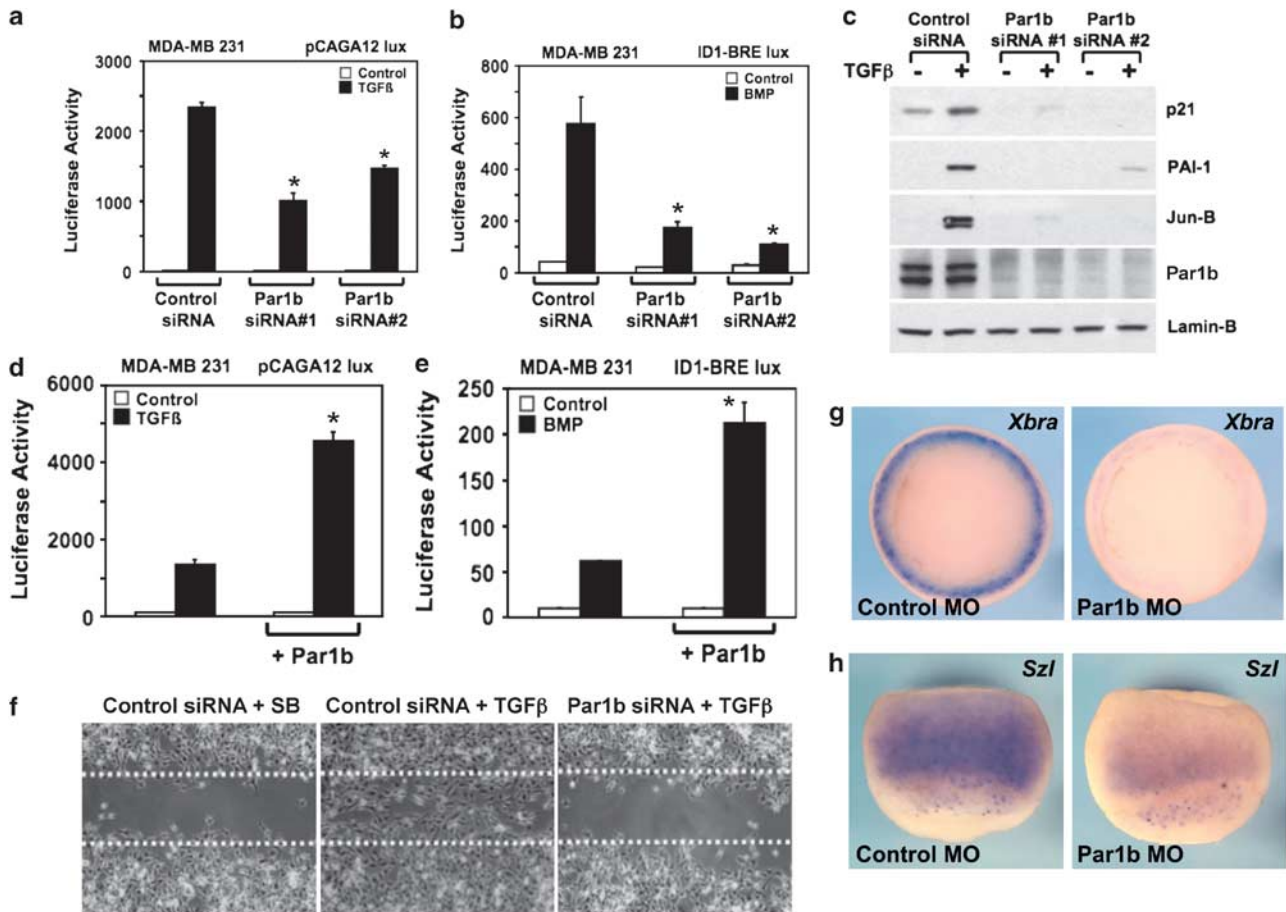 a
MDA-MB 231 pCAGA12 lux
Luciferase Activity
3000
2000
1000
0
Control
TGFß
*
*
Control siRNA
Par1b siRNA#1
Par1b siRNA#2
b
MDA-MB 231 ID1-BRE lux
Luciferase Activity
800
600
400
200
0
Control
BMP
*
*
Control siRNA
Par1b siRNA#1
Par1b siRNA#2
c
Control siRNA
Par1b siRNA #1
Par1b siRNA #2
TGFβ - + - + - +
p21
PAI-1
Jun-B
Par1b
Lamin-B
d
MDA-MB 231 pCAGA12 lux
Luciferase Activity
6000
4000
2000
0
Control
TGFß
*
+ Par1b
e
MDA-MB 231 ID1-BRE lux
Luciferase Activity
250
200
150
100
50
0
Control
BMP
*
+ Par1b
f
Control siRNA + SB
Control siRNA + TGFβ
Par1b siRNA + TGFβ
g
Xbra
Control MO
Xbra
Par1b MO
h
Szl
Control MO
Szl
Par1b MO